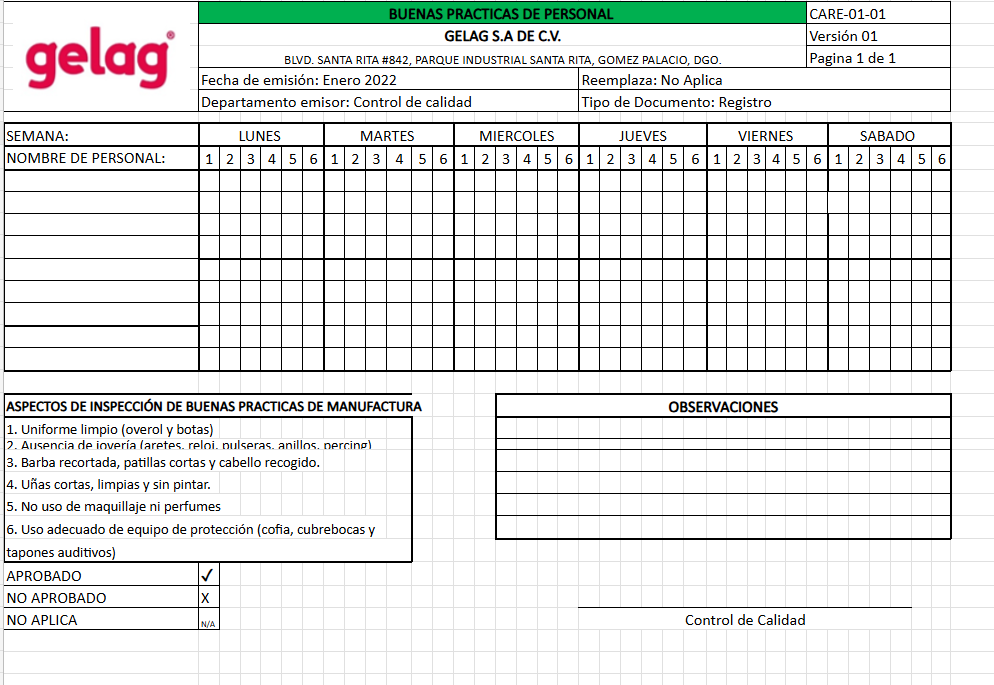 gelag®
BUENAS PRACTICAS DE PERSONAL
CARE-01-01
GELAG S.A DE C.V.
Versión 01
BLVD. SANTA RITA #842, PARQUE INDUSTRIAL SANTA RITA, GOMEZ PALACIO, DGO.
Pagina 1 de 1
Fecha de emisión: Enero 2022
Reemplaza: No Aplica
Departamento emisor: Control de calidad
Tipo de Documento: Registro
SEMANA: LUNES MARTES MIERCOLES JUEVES VIERNES SABADO
NOMBRE DE PERSONAL: 1 2 3 4 5 6 1 2 3 4 5 6 1 2 3 4 5 6 1 2 3 4 5 6 1 2 3 4 5 6 1 2 3 4 5 6
ASPECTOS DE INSPECCIÓN DE BUENAS PRACTICAS DE MANUFACTURA
1. Uniforme limpio (overol y botas)
2. Ausencia de joyería (aretes, reloj, pulseras, anillos, percing)
3. Barba recortada, patillas cortas y cabello recogido.
4. Uñas cortas, limpias y sin pintar.
5. No uso de maquillaje ni perfumes
6. Uso adecuado de equipo de protección (cofia, cubrebocas y
tapones auditivos)
OBSERVACIONES
APROBADO ✓
NO APROBADO X
NO APLICA N/A
Control de Calidad